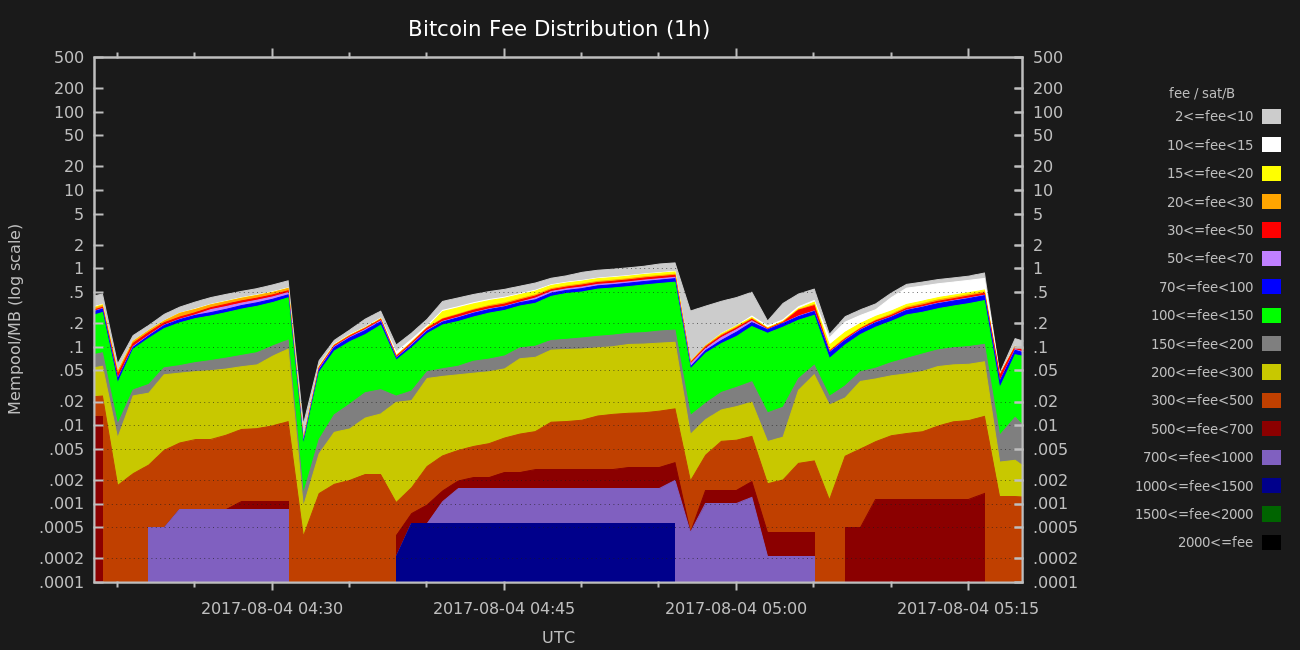 Bitcoin Fee Distribution (1h)
500 500
200 200
100 100
50 50
20 20
10 10
5 5
2 2
1 1
.5 .5
.2 .2
.1 .1
.05 .05
.02 .02
.01 .01
.005 .005
.002 .002
.001 .001
.0005 .0005
.0002 .0002
.0001 .0001
Mempool/MB (log scale)
2017-08-04 04:30 2017-08-04 04:45 2017-08-04 05:00 2017-08-04 05:15
UTC
fee / sat/B
2<=fee<10
10<=fee<15
15<=fee<20
20<=fee<30
30<=fee<50
50<=fee<70
70<=fee<100
100<=fee<150
150<=fee<200
200<=fee<300
300<=fee<500
500<=fee<700
700<=fee<1000
1000<=fee<1500
1500<=fee<2000
2000<=fee